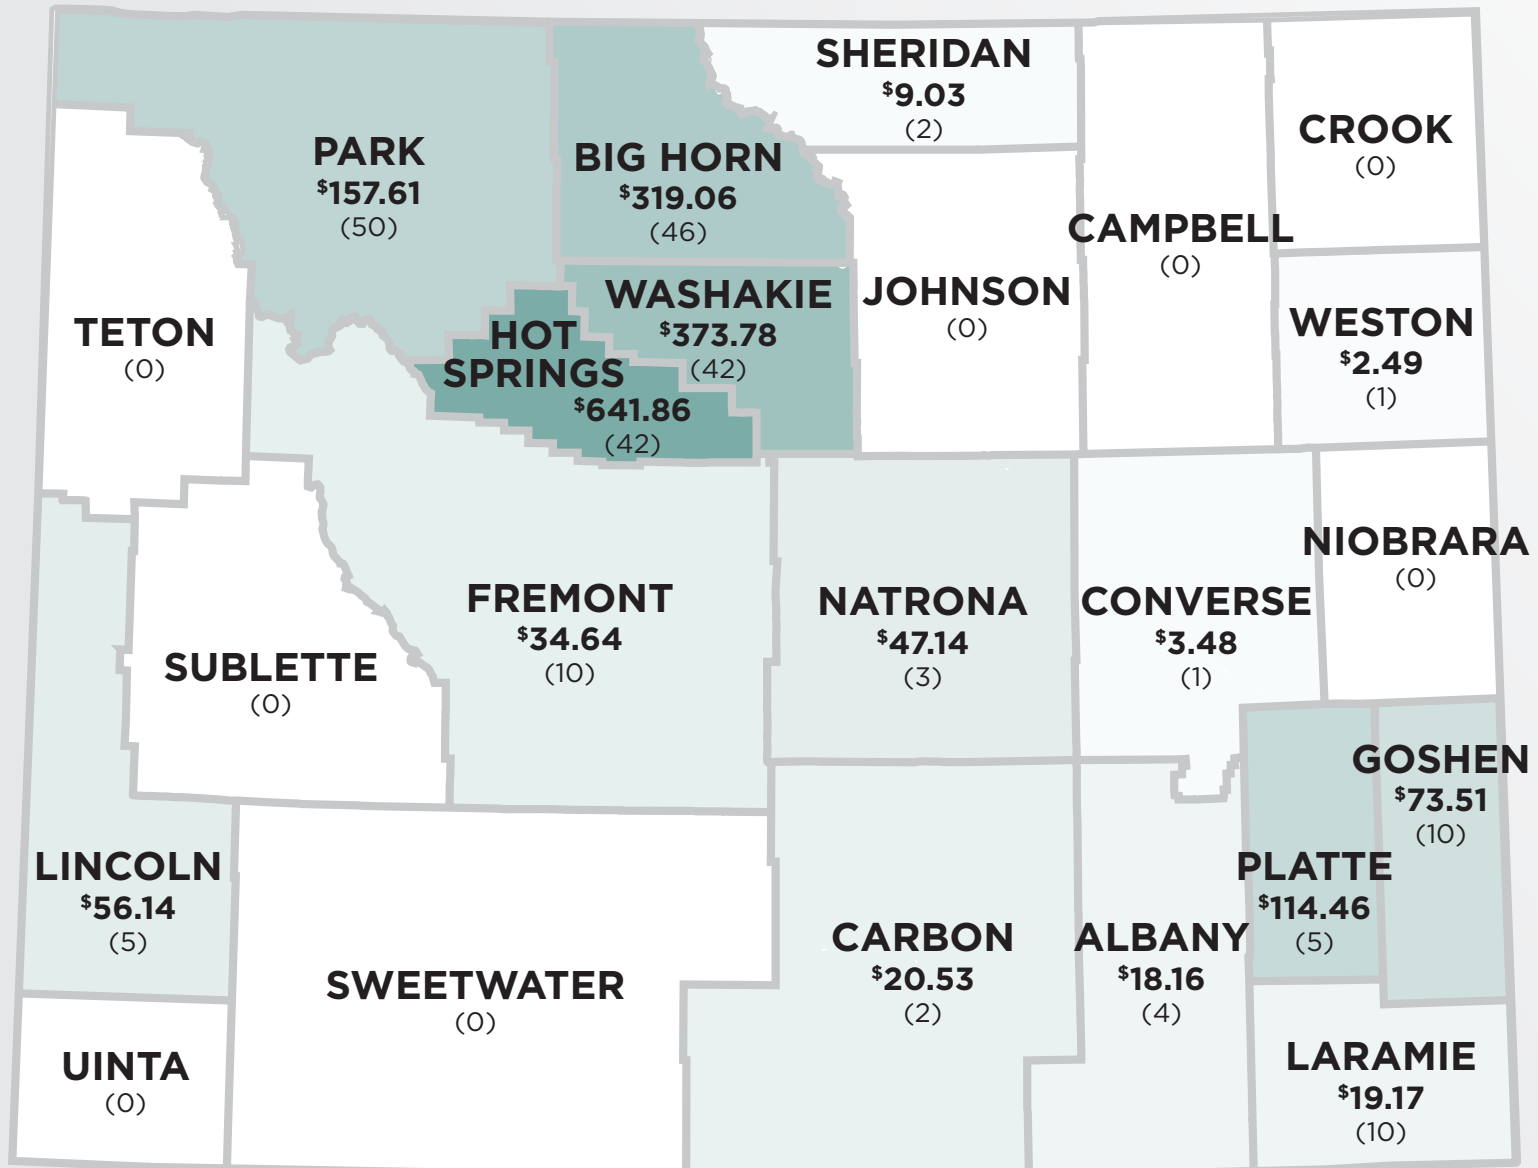 SHERIDAN
$9.03
(2)
CROOK
(0)
PARK
$157.61
(50)
BIG HORN
$319.06
(46)
CAMPBELL
(0)
TETON
(0)
HOT
SPRINGS
$641.86
(42)
WASHAKIE
$373.78
(42)
JOHNSON
(0)
WESTON
$2.49
(1)
NIOBRARA
(0)
SUBLETTE
(0)
FREMONT
$34.64
(10)
NATRONA
$47.14
(3)
CONVERSE
$3.48
(1)
GOSHEN
$73.51
(10)
LINCOLN
$56.14
(5)
PLATTE
$114.46
(5)
SWEETWATER
(0)
CARBON
$20.53
(2)
ALBANY
$18.16
(4)
UINTA
(0)
LARAMIE
$19.17
(10)